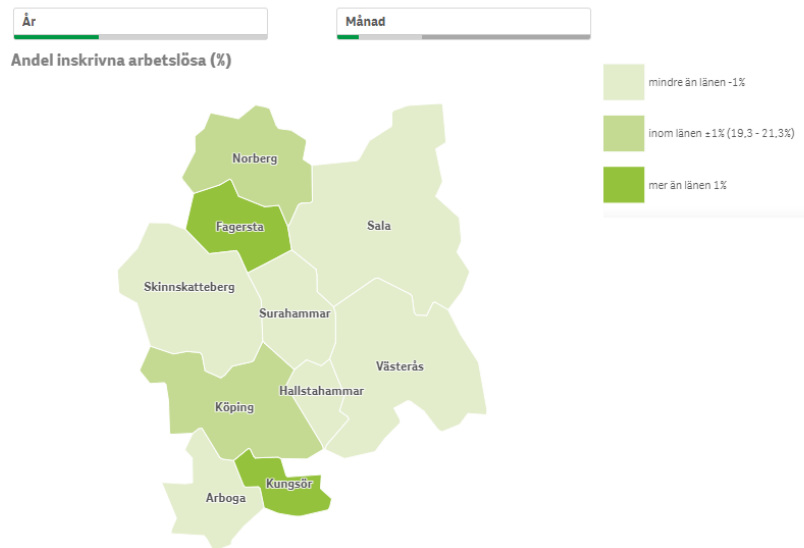 År
Månad
Andel inskrivna arbetslösa (%)
mindre än länen -1%
inom länen ±1% (19,3 - 21,3%)
mer än länen 1%
Norberg
Fagersta
Sala
Skinnskatteberg
Surahammar
Västerås
Hallstahammar
Köping
Kungsör
Arboga